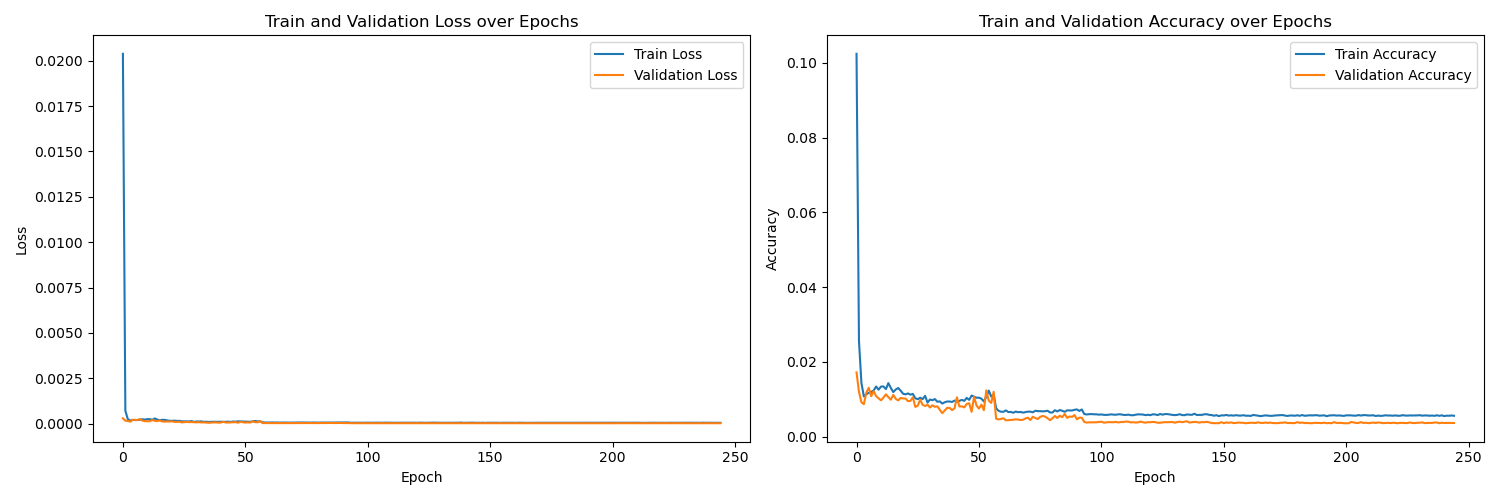 Train and Validation Loss over Epochs
Train Loss
Validation Loss
0.0200
0.0175
0.0150
0.0125
0.0100
0.0075
0.0050
0.0025
0.0000
Loss
0 50 100 150 200 250
Epoch
Train and Validation Accuracy over Epochs
Train Accuracy
Validation Accuracy
0.10
0.08
0.06
0.04
0.02
0.00
Accuracy
0 50 100 150 200 250
Epoch